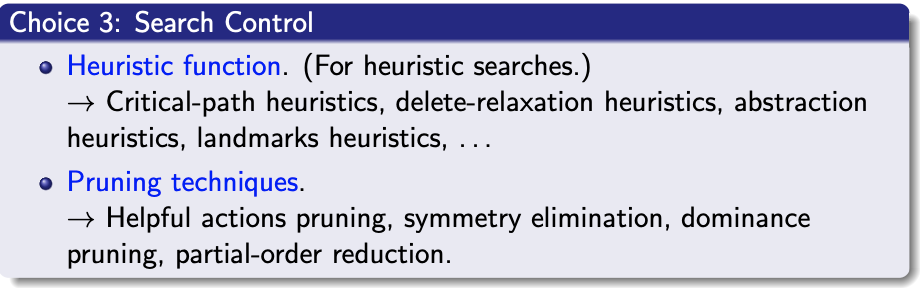 Choice 3: Search Control
Heuristic function. (For heuristic searches.)
→ Critical-path heuristics, delete-relaxation heuristics, abstraction
heuristics, landmarks heuristics, ...
Pruning techniques.
→ Helpful actions pruning, symmetry elimination, dominance
pruning, partial-order reduction.